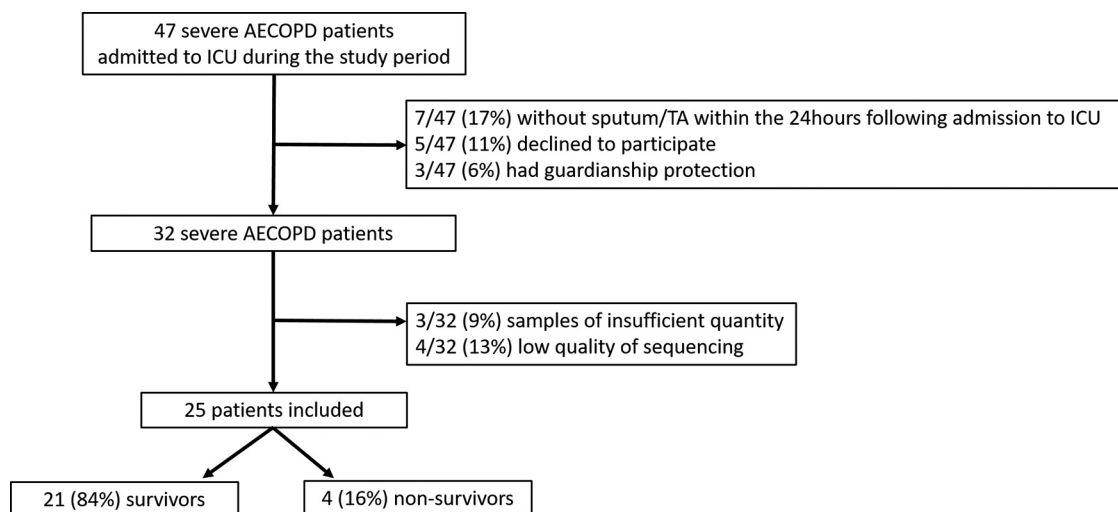 47 severe AECOPD patients
admitted to ICU during the study period
7/47 (17%) without sputum/TA within the 24hours following admission to ICU
5/47 (11%) declined to participate
3/47 (6%) had guardianship protection
32 severe AECOPD patients
3/32 (9%) samples of insufficient quantity
4/32 (13%) low quality of sequencing
25 patients included
21 (84%) survivors
4 (16%) non-survivors